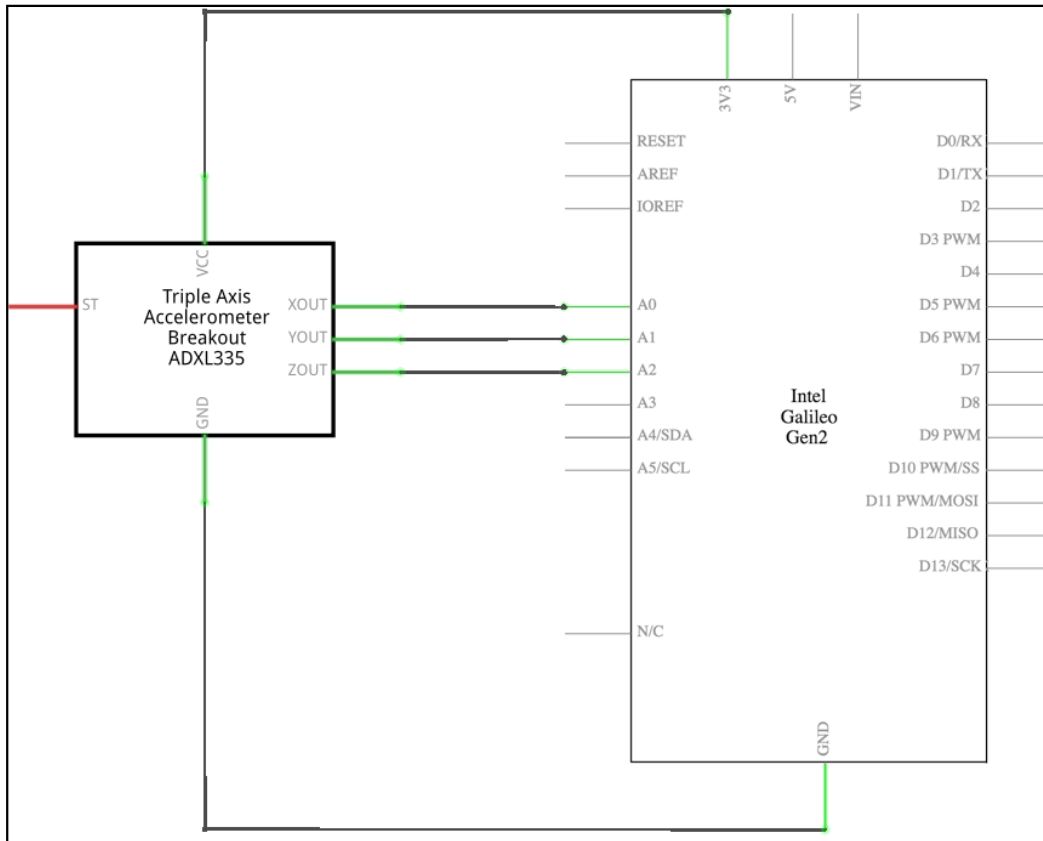 3V3
5V
VIN
RESET
AREF
IOREF
A0
A1
A2
A3
A4/SDA
A5/SCL
N/C
D0/RX
D1/TX
D2
D3 PWM
D4
D5 PWM
D6 PWM
D7
D8
D9 PWM
D10 PWM/SS
D11 PWM/MOSI
D12/MISO
D13/SCK
Intel
Galileo
Gen2
GND
VCC
ST
Triple Axis
Accelerometer
Breakout
ADXL335
XOUT
YOUT
ZOUT
GND